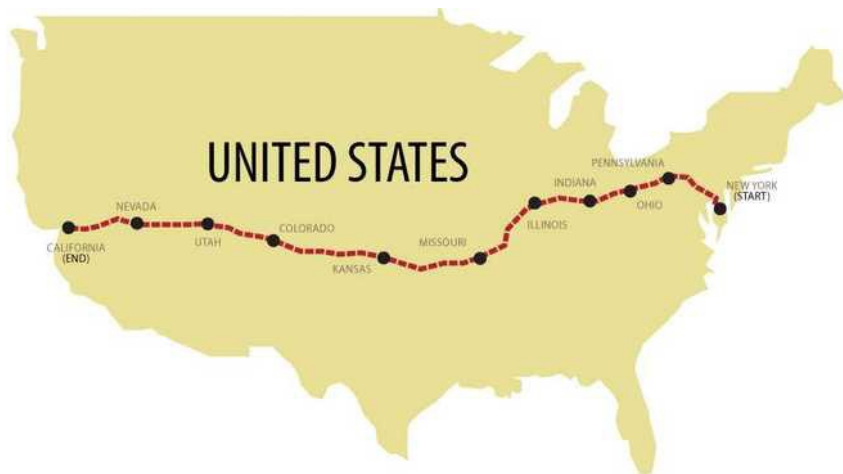 UNITED STATES
PENNSYLVANIA
INDIANA
NEW YORK
(START)
OHIO
NEVADA
ILLINOIS
COLORADO
MISSOURI
UTAH
CALIFORNIA
(END)
KANSAS